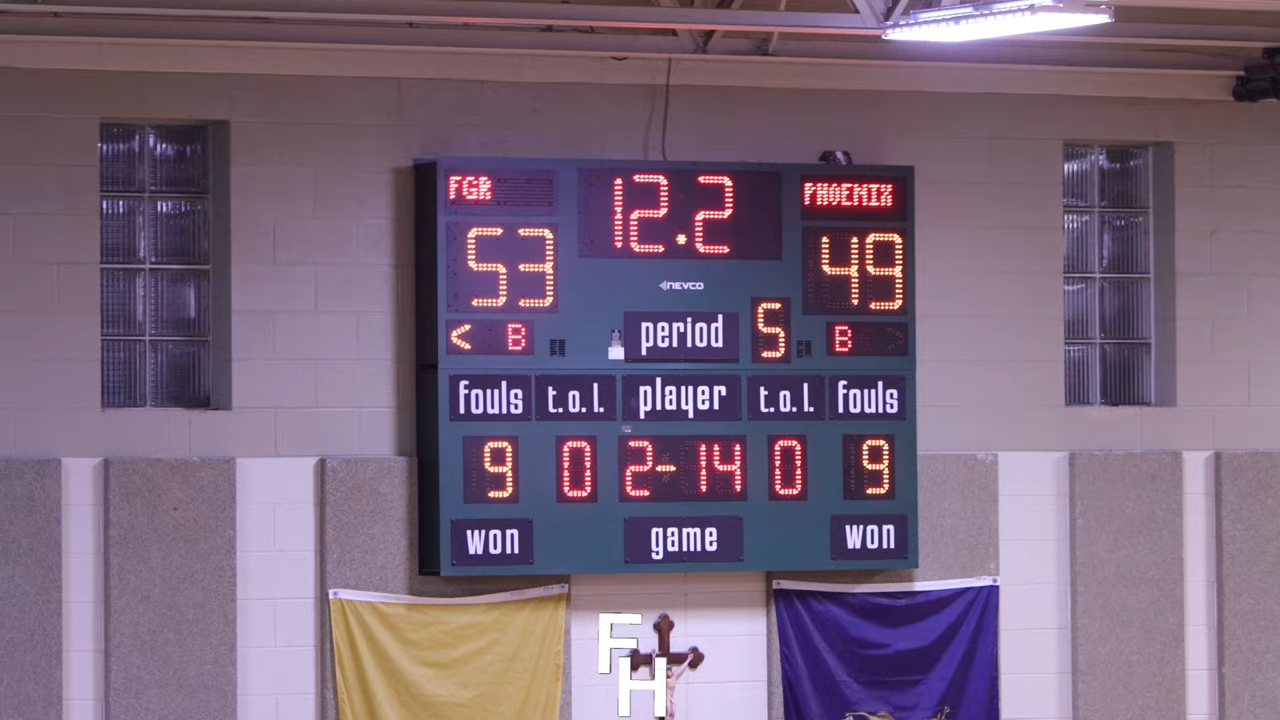 FGR 12.2 PHOENIX
53 49
NEVCO
< B period 5 B
fouls t.o.l. player t.o.l. fouls
9 0 2-14 0 9
won game won
F
H